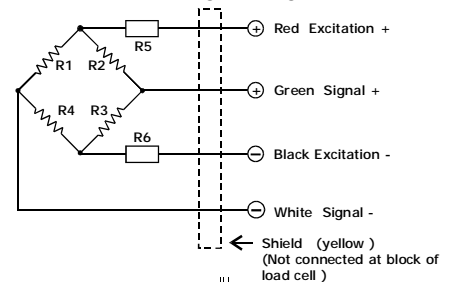 Red Excitation +
R5
R1 R2
Green Signal +
R4 R3
R6
Black Excitation -
White Signal -
Shield (yellow )
(Not connected at block of
load cell )